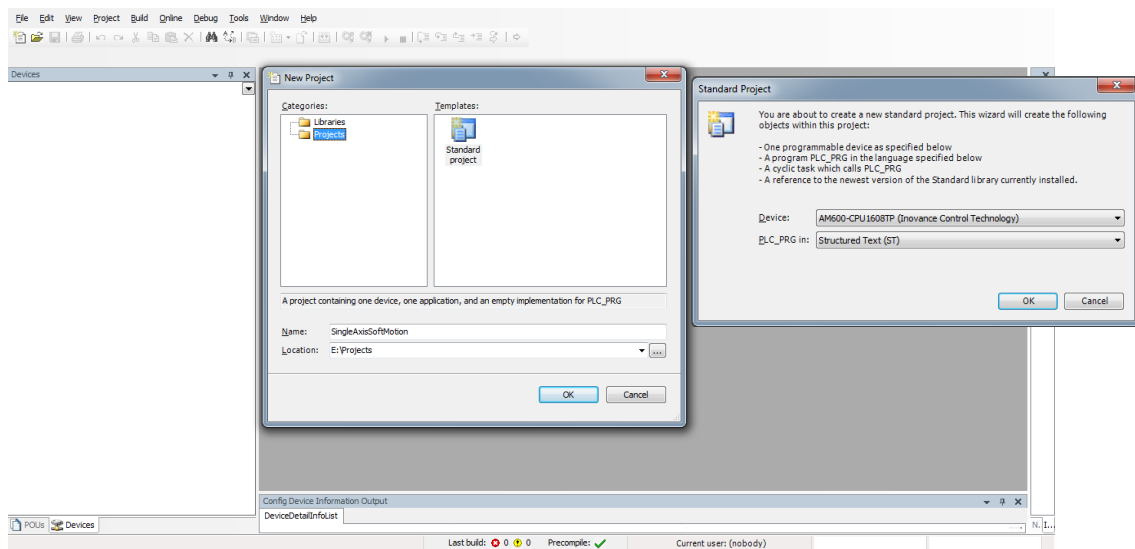 File Edit View Project Build Online Debug Tools Window Help
Devices
New Project
Categories:
Templates:
Libraries
Projects
Standard
project
A project containing one device, one application, and an empty implementation for PLC_PRG
Name: SingleAxisSoftMotion
Location: E:\Projects
...
OK Cancel
Standard Project
You are about to create a new standard project. This wizard will create the following
objects within this project:
- One programmable device as specified below
- A program PLC_PRG in the language specified below
- A cyclic task which calls PLC_PRG
- A reference to the newest version of the Standard library currently installed.
Device: AM600-CPU1608TP (Inovance Control Technology)
PLC_PRG in: Structured Text (ST)
OK Cancel
Config Device Information Output
DeviceDetailInfoList
POUs Devices
N. I...
Last build: 0 0 Precompile: Current user: (nobody)